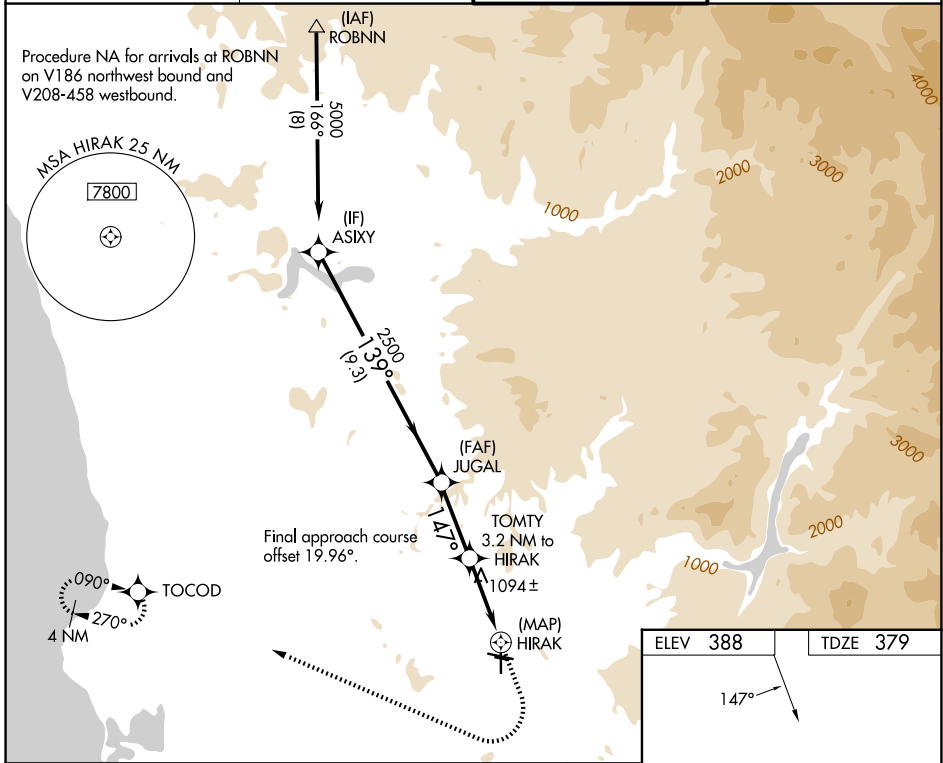 (IAF)
ROBNN
Procedure NA for arrivals at ROBNN
on V186 northwest bound and
V208-458 westbound.
5000
166°
(8)
MSA HIRAK 25 NM
7800
4000
3000
2000
1000
(IF)
ASIXY
2500
139°
(9.3)
(FAF)
JUGAL
147°
TOMTY
3.2 NM to
HIRAK
1094±
Final approach course
offset 19.96°.
3000
2000
1000
090°
TOCOD
270°
4 NM
(MAP)
HIRAK
ELEV 388
TDZE 379
147°